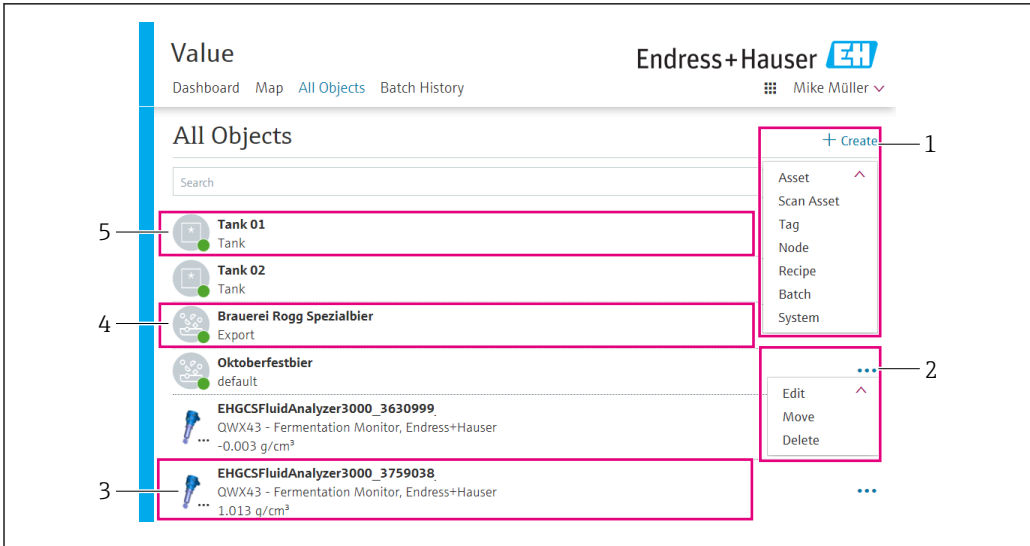 Value
Endress+Hauser EH
Dashboard Map All Objects Batch History
Mike Müller
All Objects
+ Create
1
Search
Asset
Scan Asset
Tag
Node
Recipe
Batch
System
5
Tank 01
Tank
Tank 02
Tank
4
Brauerei Rogg Spezialbier
Export
Oktoberfestbier
default
...
2
Edit
Move
Delete
EHGCSFluidAnalyzer3000_3630999
QWX43 - Fermentation Monitor, Endress+Hauser
...
-0.003 g/cm³
3
EHGCSFluidAnalyzer3000_3759038
QWX43 - Fermentation Monitor, Endress+Hauser
...
...
1.013 g/cm³